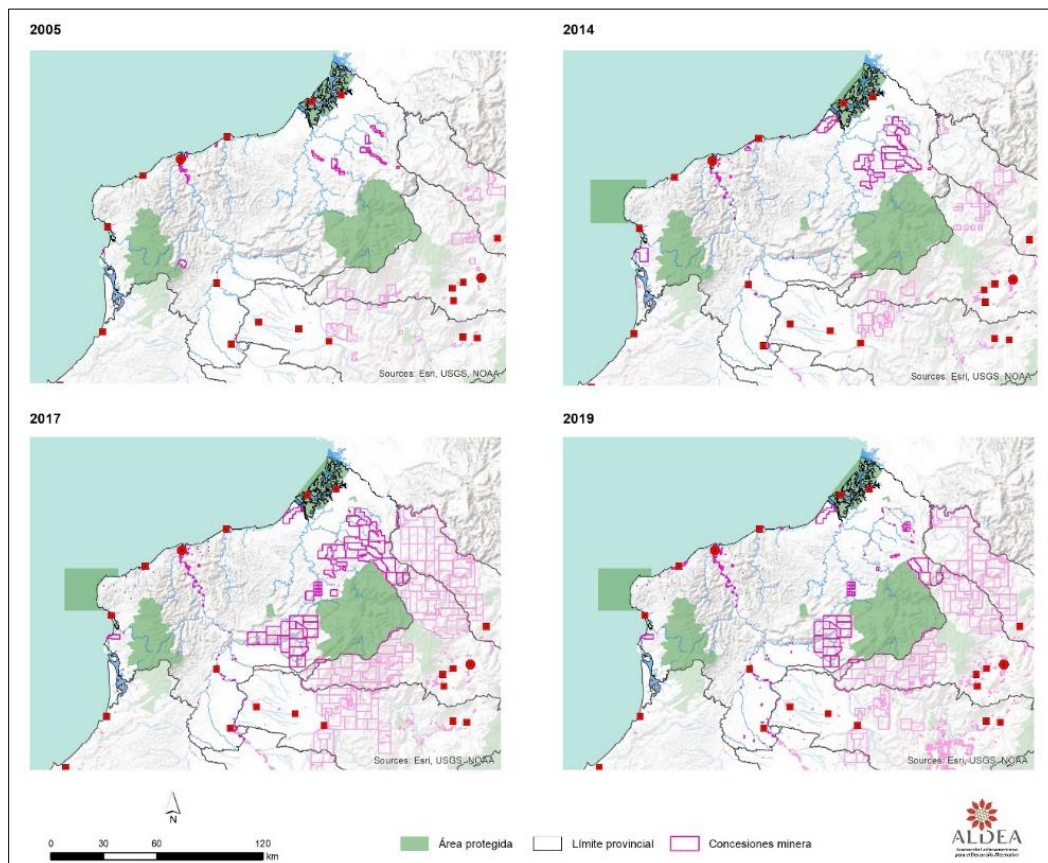 2005
2014
Sources: Esri, USGS, NOAA
Sources: Esri, USGS, NOAA
2017
2019
Sources: Esri, USGS, NOAA
Sources: Esri, USGS, NOAA
N
0 30 60 120
km
Área protegida
Límite provincial
Concesiones minera
ALDEA